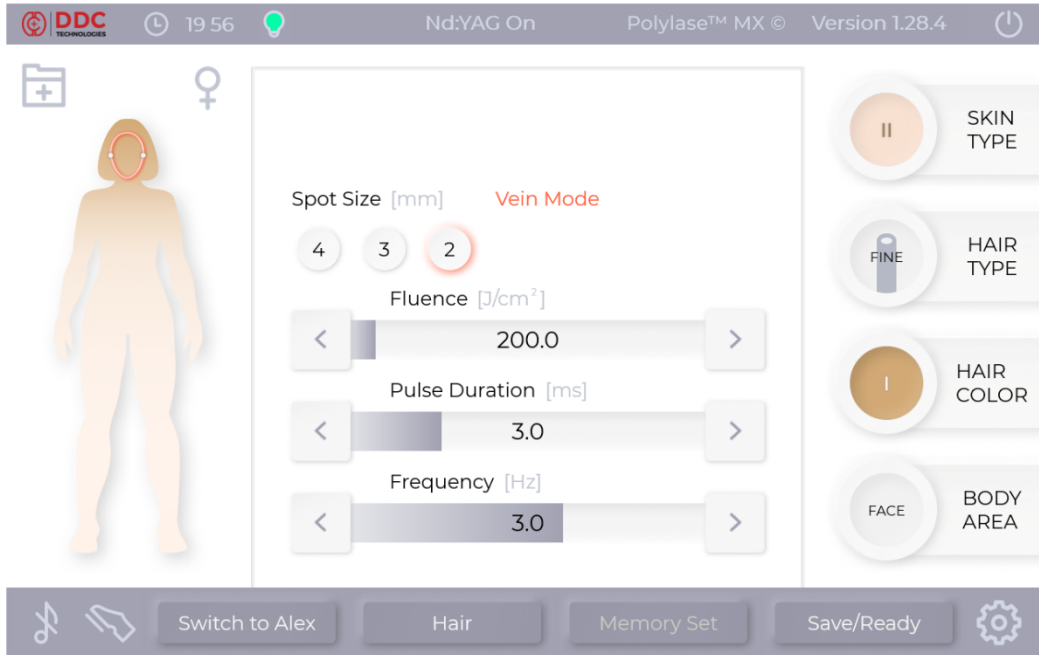 DDC
TECHNOLOGIES
19 56
Nd:YAG On
Polylase™ MX ©
Version 1.28.4
Spot Size [mm]
Vein Mode
4 3 2
Fluence [J/cm²]
< 200.0 >
Pulse Duration [ms]
< 3.0 >
Frequency [Hz]
< 3.0 >
II
SKIN
TYPE
FINE
HAIR
TYPE
I
HAIR
COLOR
FACE
BODY
AREA
Switch to Alex
Hair
Memory Set
Save/Ready